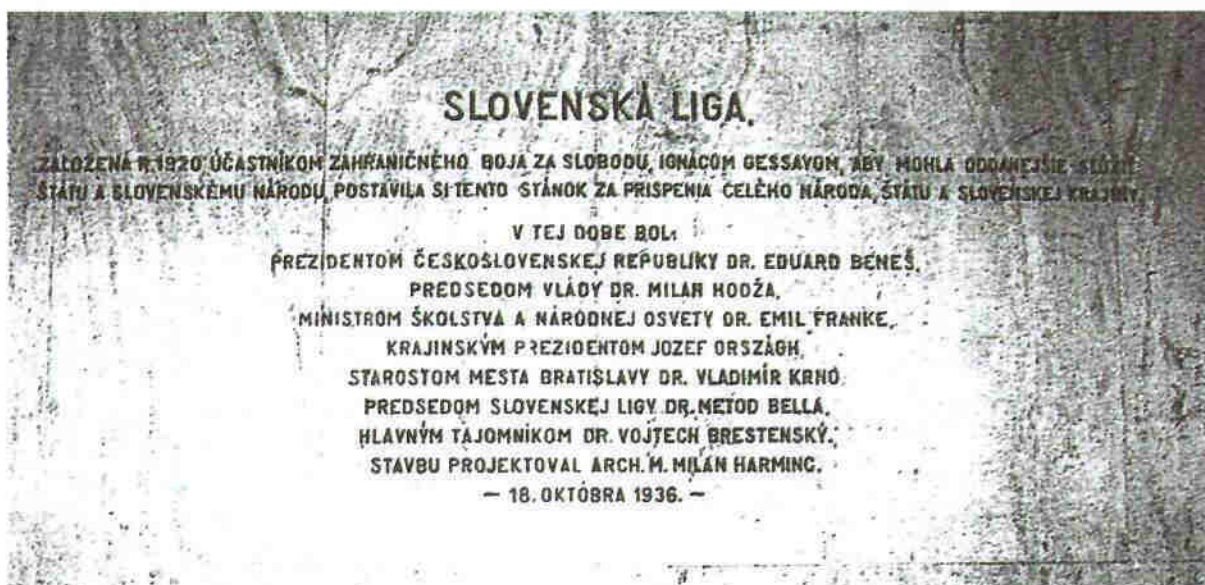 SLOVENSKÁ LIGA,
ZALOŽENÁ R. 1920 ÚČASTNÍKOM ZAHRANIČNÉHO BOJA ZA SLOBODU, IGNÁCOM GESSAYOM, ABY MOHLA ODDANEJŠIE SLÚŽIŤ
ŠTÁTU A SLOVENSKÉMU NÁRODU, POSTAVILA SI TENTO STÁNOK ZA PRISPENIA CELÉHO NÁRODA, ŠTÁTU A SLOVENSKEJ KRAJINY.
V TEJ DOBE BOL:
PREZIDENTOM ČESKOSLOVENSKEJ REPUBLIKY DR. EDUARD BENEŠ,
PREDSEDOM VLÁDY DR. MILAN HODŽA,
MINISTROM ŠKOLSTVA A NÁRODNEJ OSVETY DR. EMIL FRANKE,
KRAJINSKÝM PREZIDENTOM JOZEF ORSZÁGH,
STAROSTOM MESTA BRATISLAVY DR. VLADIMÍR KRNO,
PREDSEDOM SLOVENSKEJ LIGY DR. METOD BELLA,
HLAVNÝM TAJOMNÍKOM DR. VOJTECH BRESTENSKÝ.
STAVBU PROJEKTOVAL ARCH. M. MILAN HARMINC.
— 18. OKTÓBRA 1936. —